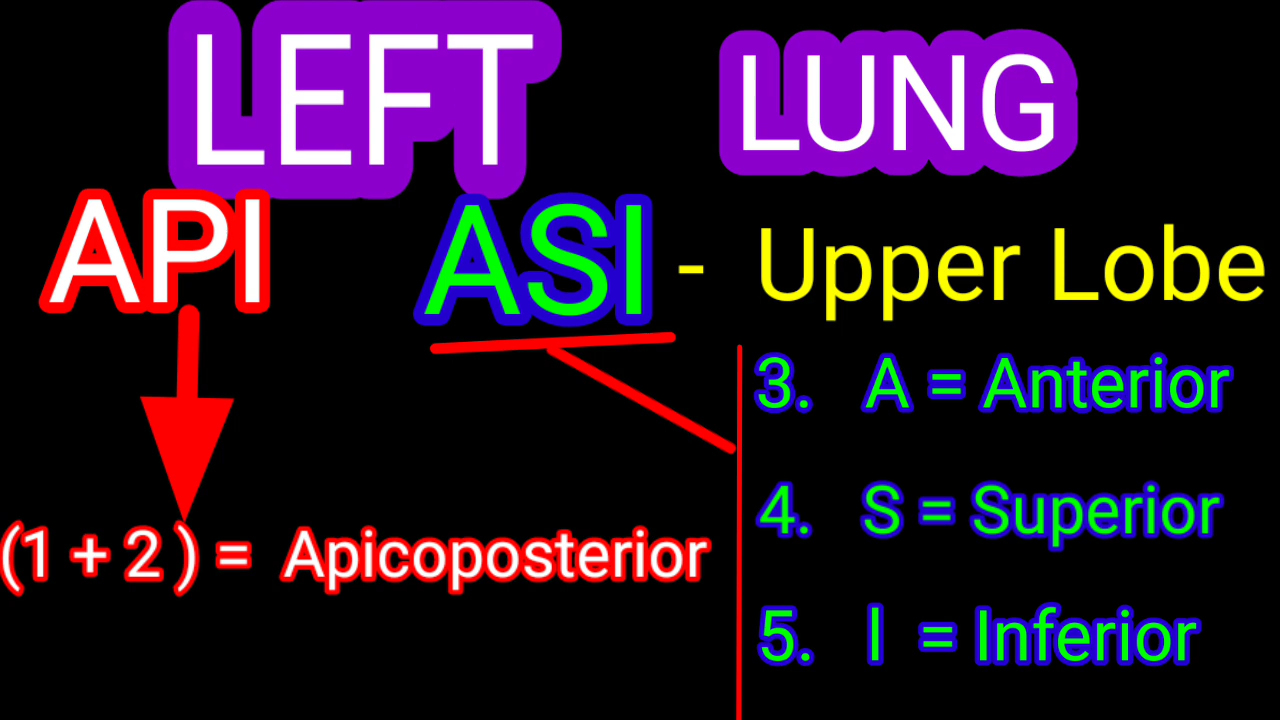 LEFT LUNG
API ASI - Upper Lobe
3. A = Anterior
4. S = Superior
(1 + 2 ) = Apicoposterior
5. I = Inferior